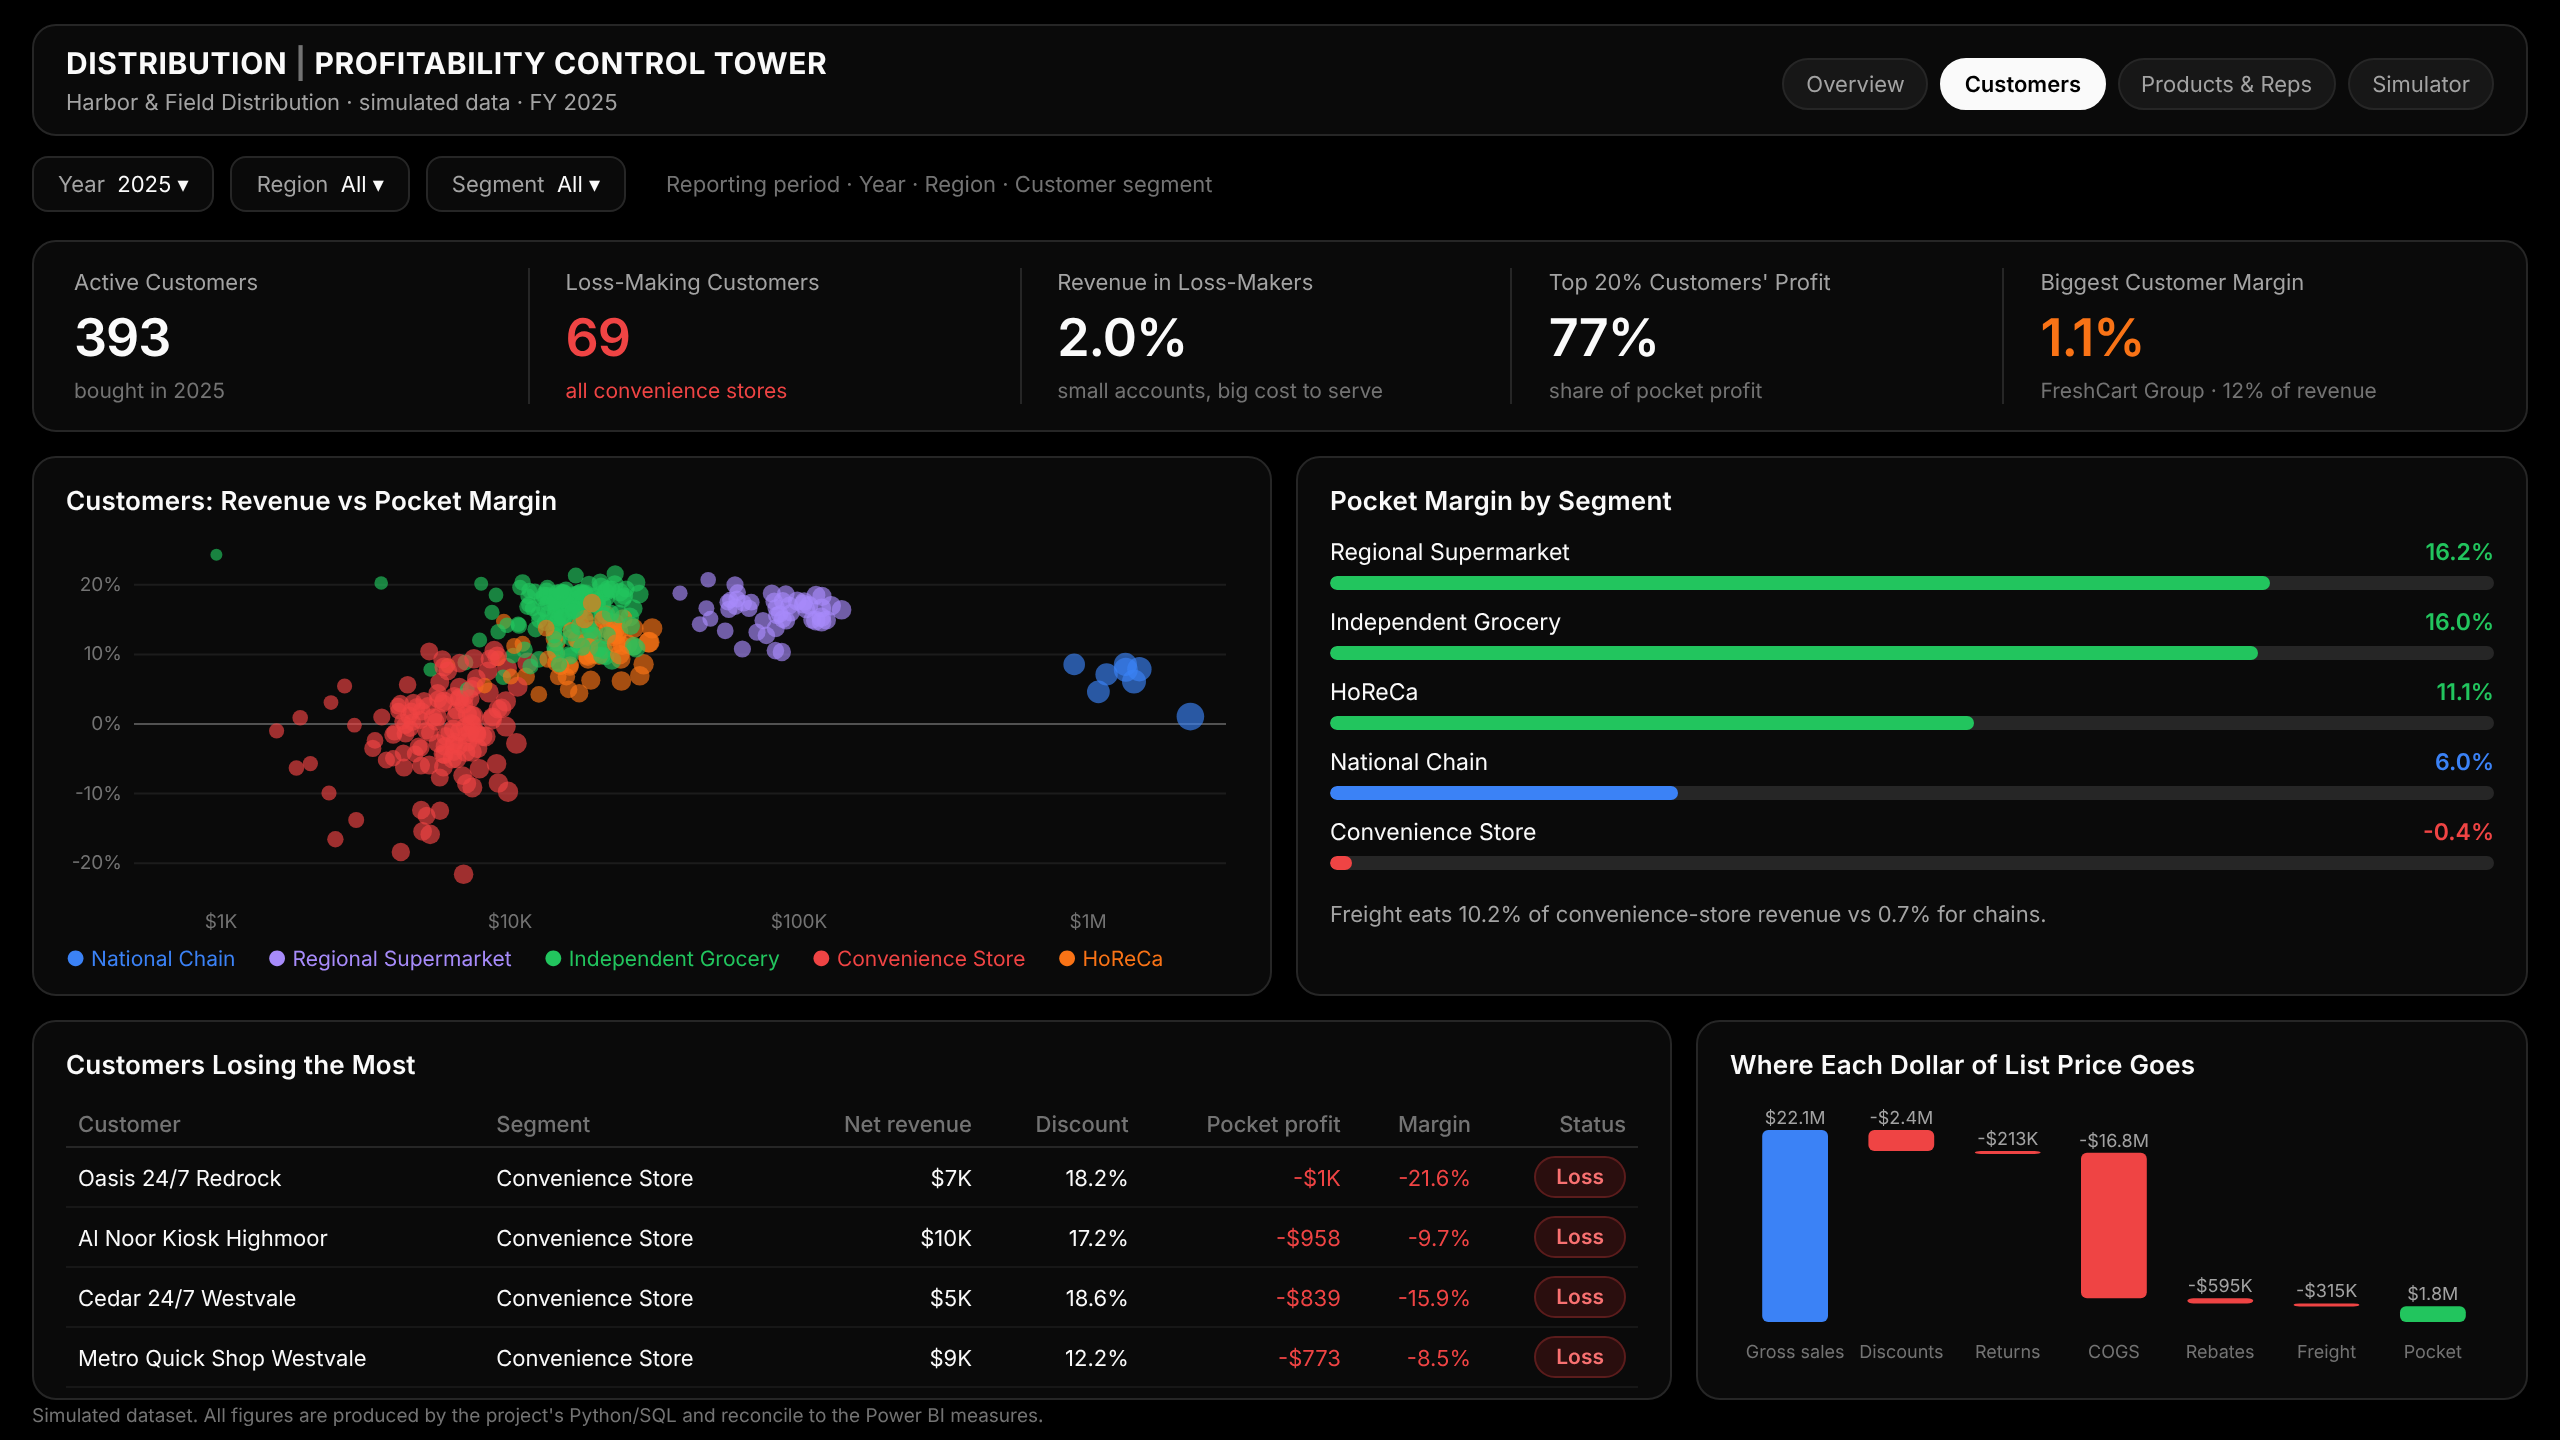 DISTRIBUTION | PROFITABILITY CONTROL TOWER
Harbor & Field Distribution · simulated data · FY 2025
Overview
Customers
Products & Reps
Simulator
Year 2025 ▾
Region All ▾
Segment All ▾
Reporting period · Year · Region · Customer segment
Active Customers
393
bought in 2025
Loss-Making Customers
69
all convenience stores
Revenue in Loss-Makers
2.0%
small accounts, big cost to serve
Top 20% Customers' Profit
77%
share of pocket profit
Biggest Customer Margin
1.1%
FreshCart Group · 12% of revenue
Customers: Revenue vs Pocket Margin
20%
10%
0%
-10%
-20%
$1K
$10K
$100K
$1M
National Chain
Regional Supermarket
Independent Grocery
Convenience Store
HoReCa
Pocket Margin by Segment
Regional Supermarket 16.2%
Independent Grocery 16.0%
HoReCa 11.1%
National Chain 6.0%
Convenience Store -0.4%
Freight eats 10.2% of convenience-store revenue vs 0.7% for chains.
Customers Losing the Most
Customer Segment Net revenue Discount Pocket profit Margin Status
Oasis 24/7 Redrock Convenience Store $7K 18.2% -$1K -21.6% Loss
Al Noor Kiosk Highmoor Convenience Store $10K 17.2% -$958 -9.7% Loss
Cedar 24/7 Westvale Convenience Store $5K 18.6% -$839 -15.9% Loss
Metro Quick Shop Westvale Convenience Store $9K 12.2% -$773 -8.5% Loss
Where Each Dollar of List Price Goes
$22.1M
-$2.4M
-$213K
-$16.8M
-$595K
-$315K
$1.8M
Gross sales
Discounts
Returns
COGS
Rebates
Freight
Pocket
Simulated dataset. All figures are produced by the project's Python/SQL and reconcile to the Power BI measures.